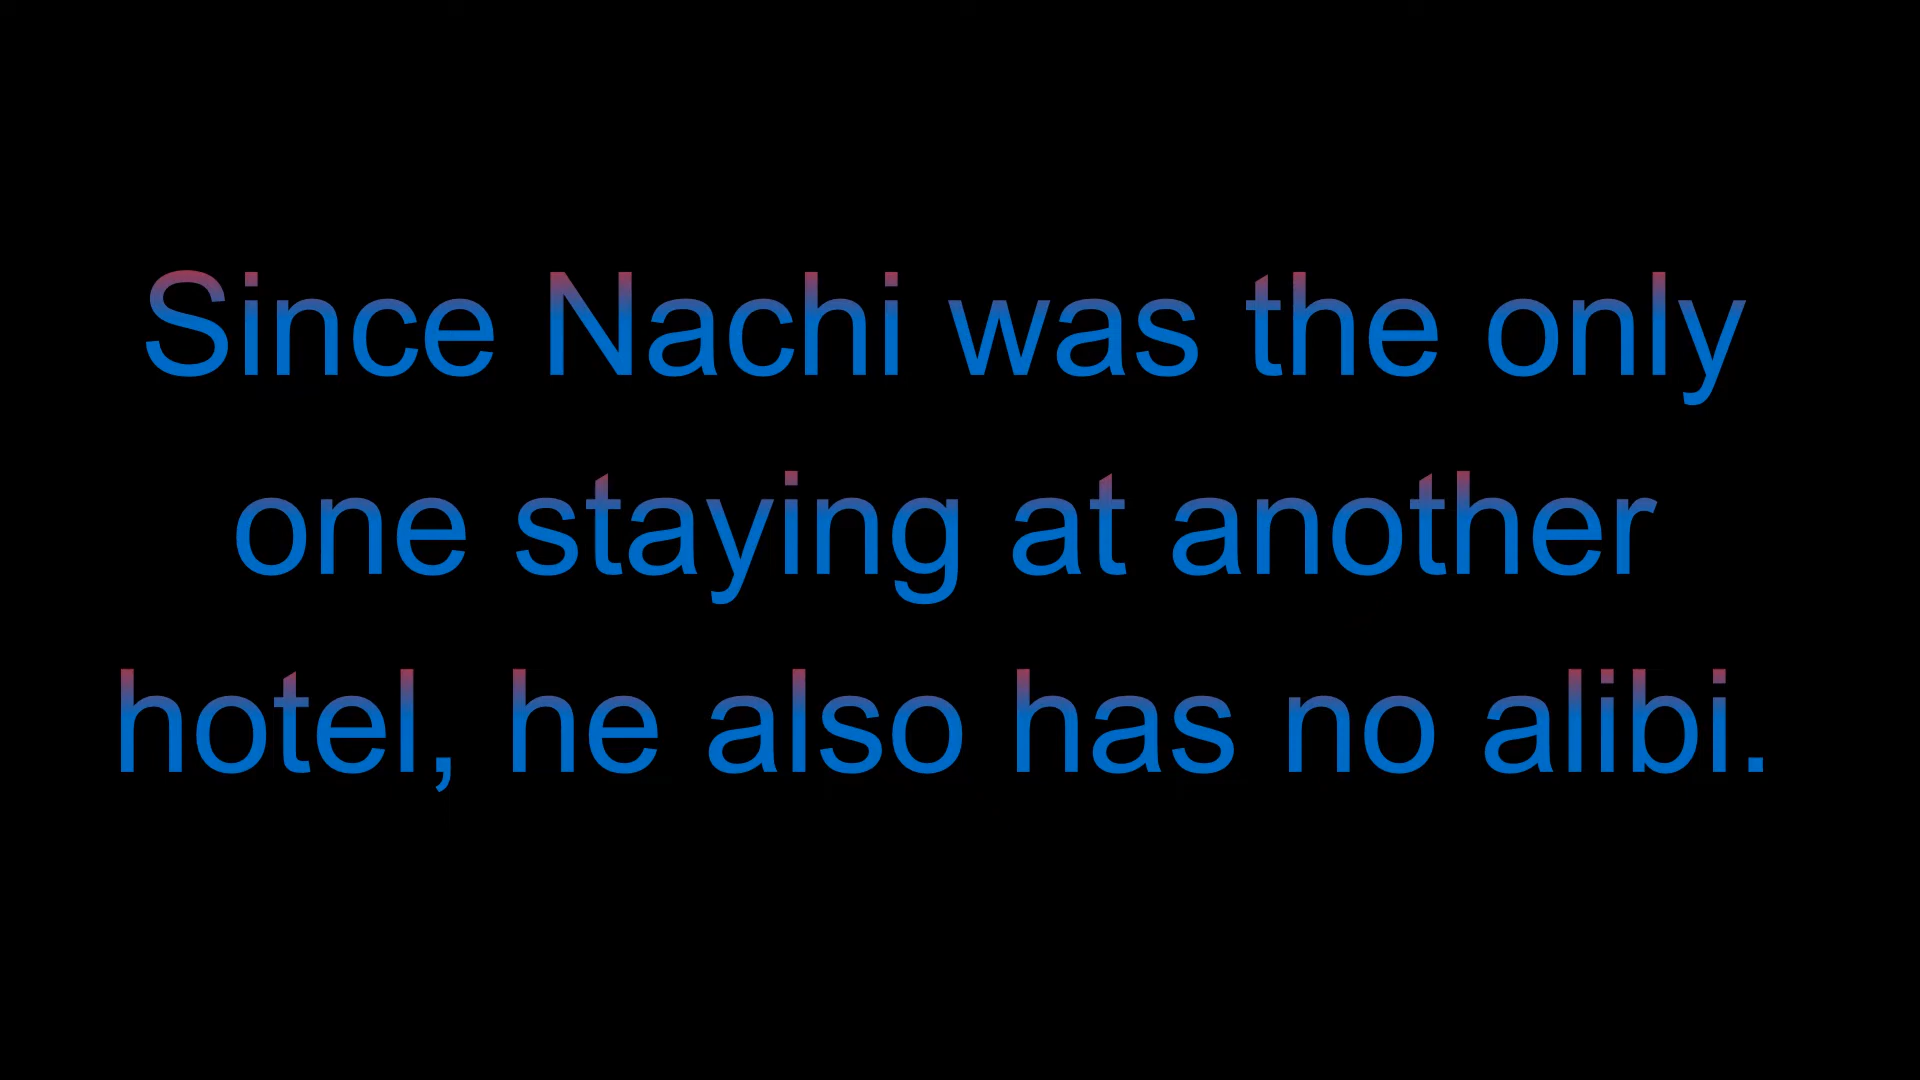 Since Nachi was the only
one staying at another
hotel, he also has no alibi.